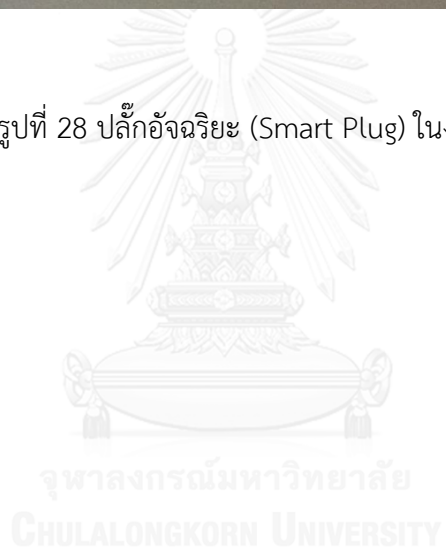 รูปที่ 28 ปลั๊กอัจฉริยะ (Smart Plug) ใน
จุฬาลงกรณ์มหาวิทยาลัย
CHULALONGKORN UNIVERSITY